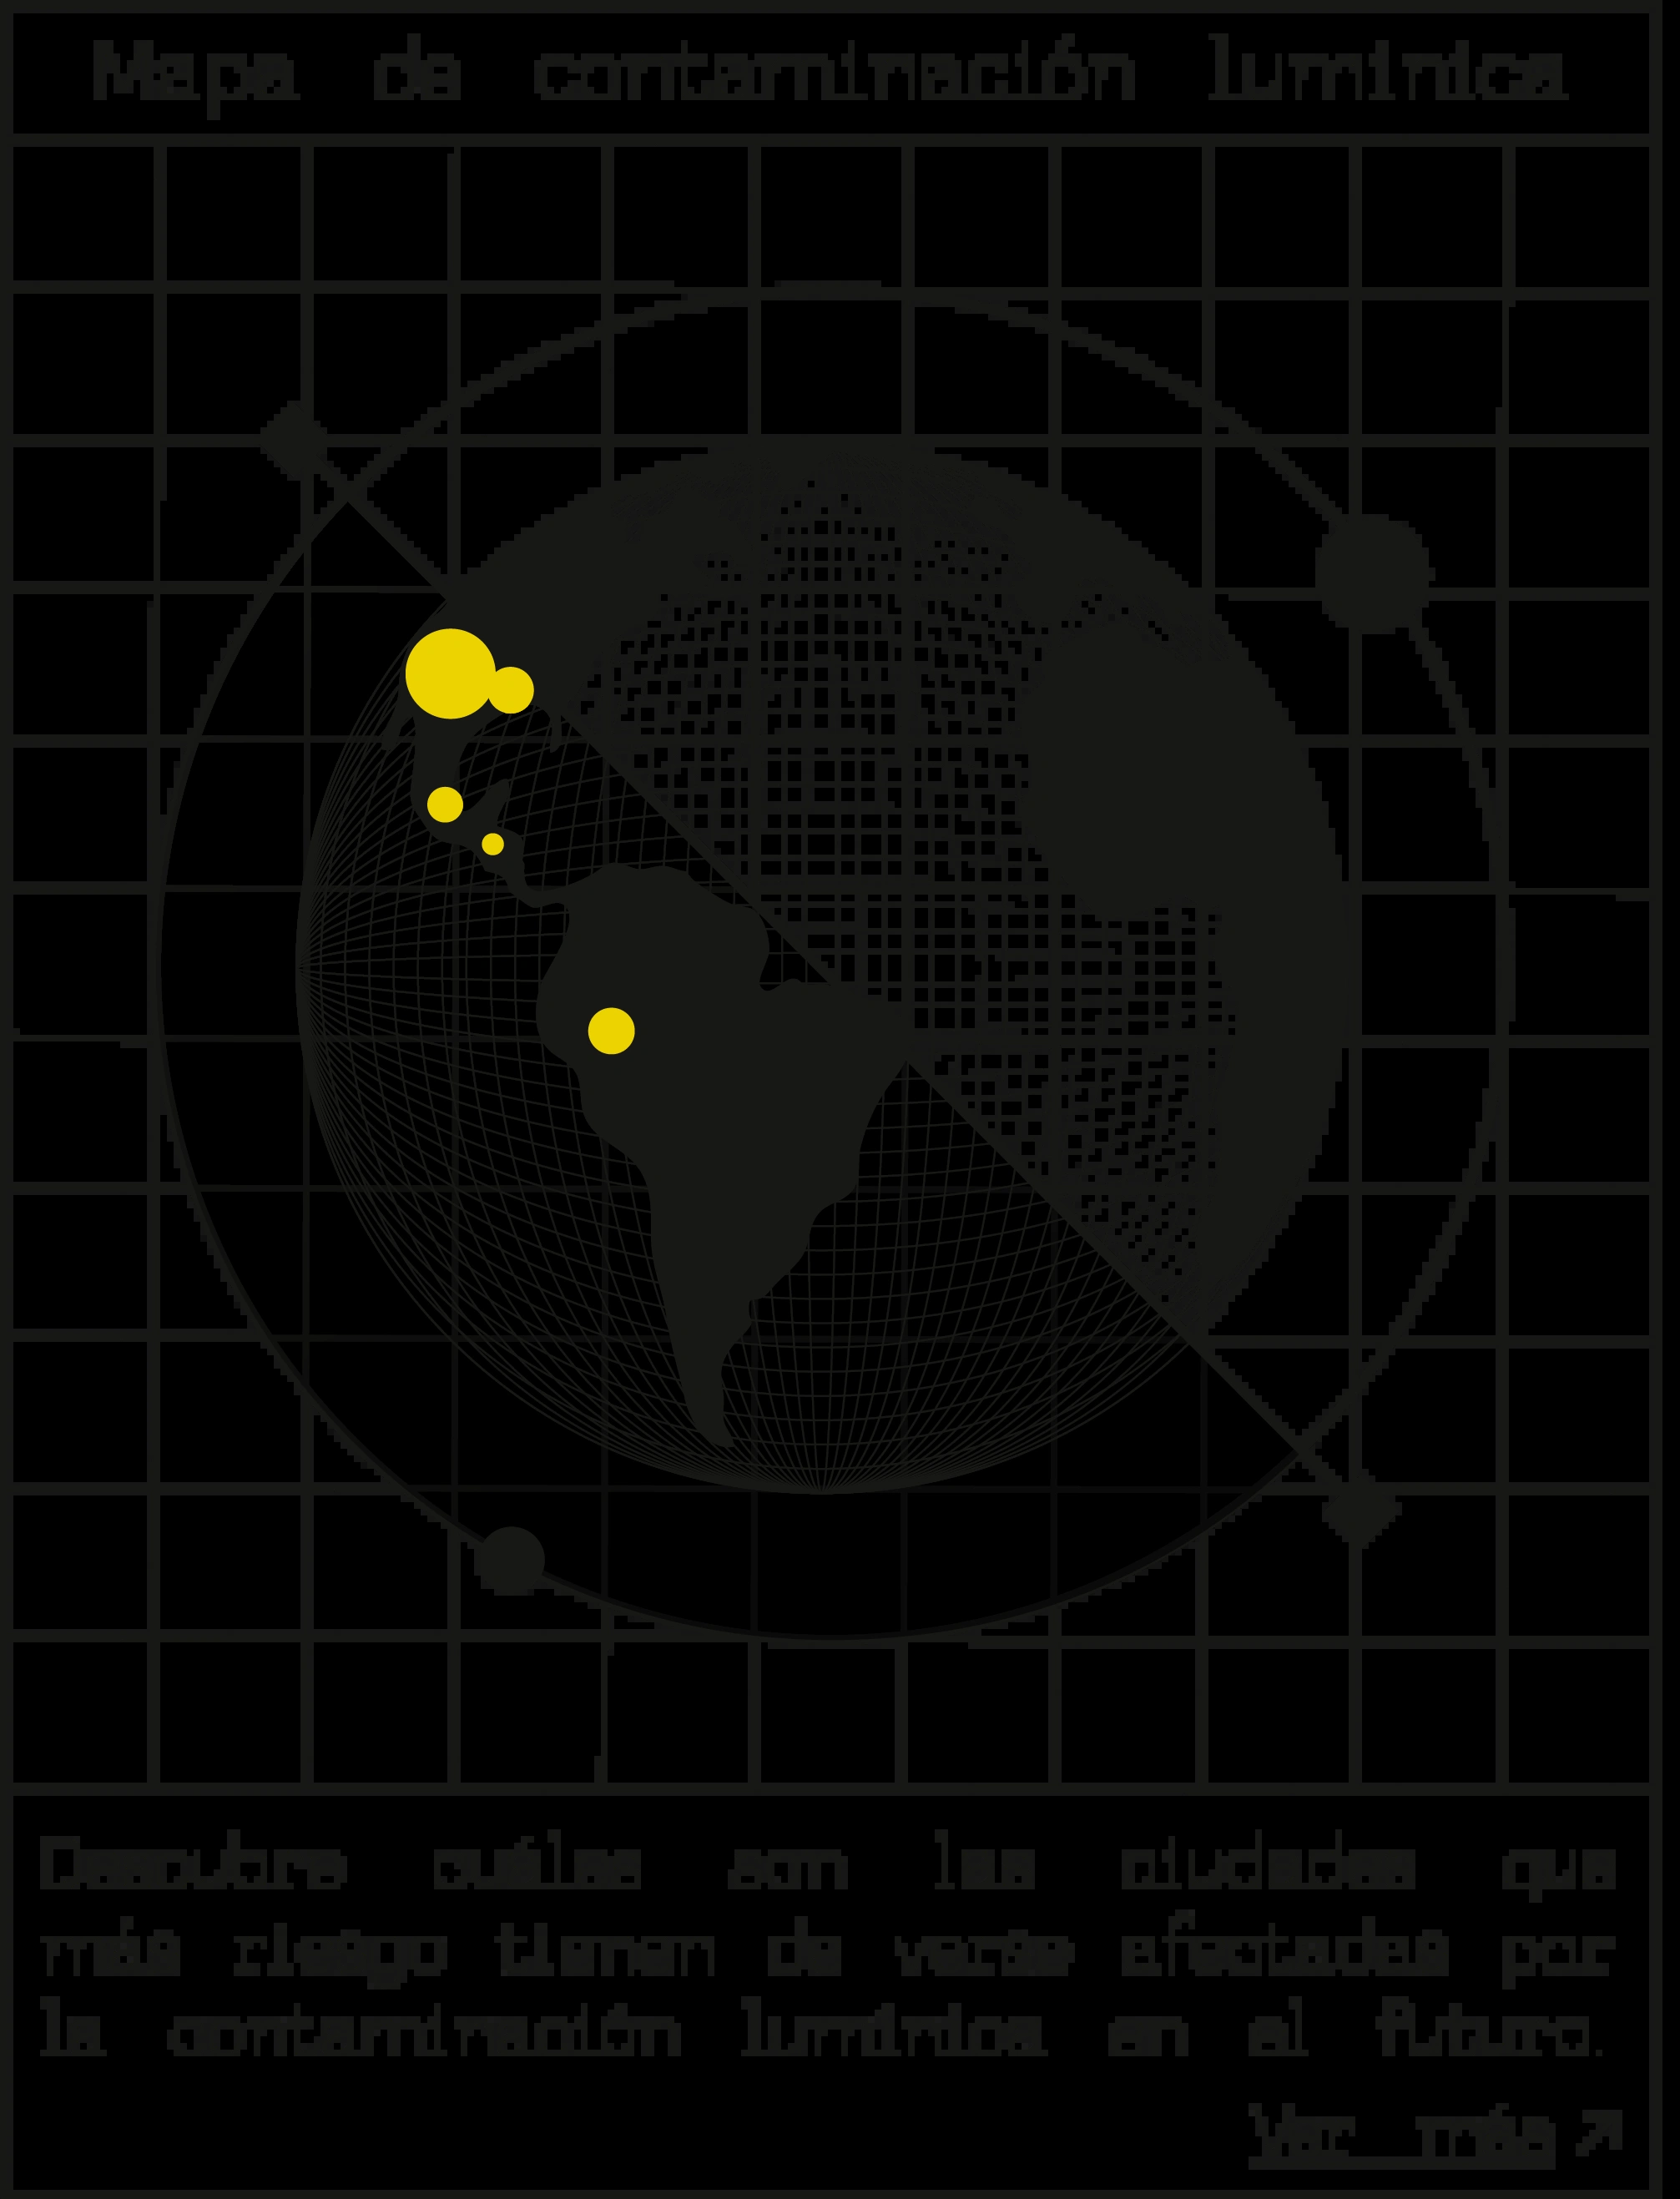 Mapa de contaminación lumínica
Descubre cuáles son las ciudades que
más riesgo tienen de verse afectadas por
la contaminación lumínica en el futuro.
Ver más ↗